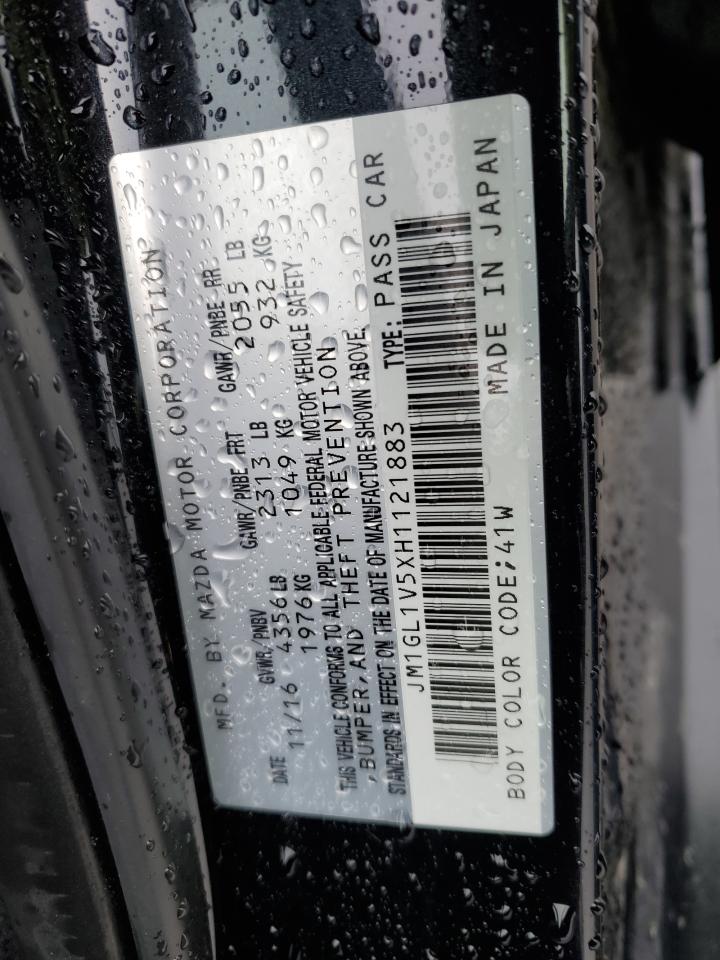 MFD. BY MAZDA MOTOR CORPORATION
DATE GVWR/PNBV GAWR/PNBE FRT GAWR/PNBE RR
11/16 4356LB 2313 LB 2055 LB
1976KG 1049 KG 932 KG
THIS VEHICLE CONFORMS TO ALL APPLICABLE FEDERAL MOTOR VEHICLE SAFETY
,BUMPER,AND THEFT PREVENTION
STANDARDS IN EFFECT ON THE DATE OF MANUFACTURE SHOWN ABOVE.
JM1GL1V5XH1121883 TYPE: PASS CAR
BODY COLOR CODE;41W MADE IN JAPAN